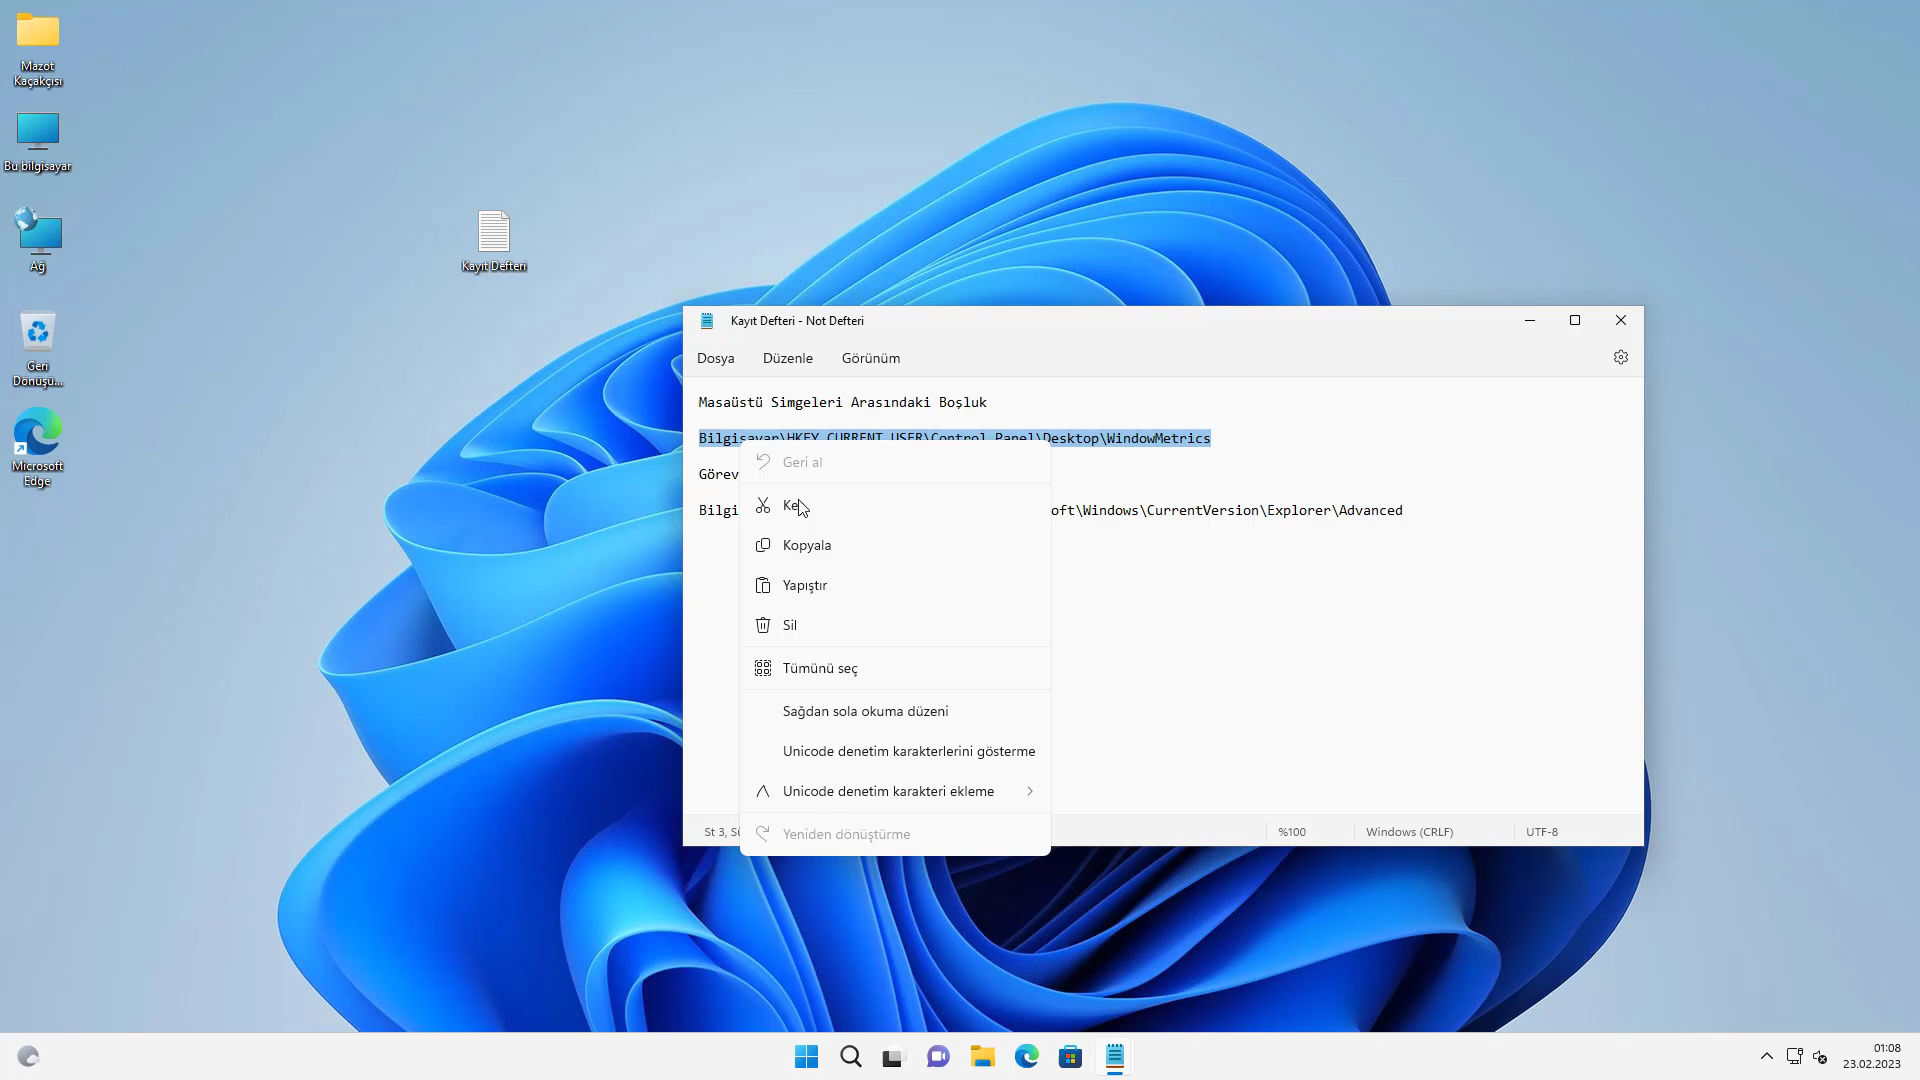 Mazot
Kaçakçısı
Bu bilgisayar
Ağ
Geri
Dönüşü...
Microsoft
Edge
Kayıt Defteri
Kayıt Defteri - Not Defteri
Dosya Düzenle Görünüm
Masaüstü Simgeleri Arasındaki Boşluk
Bilgisayar\HKEY_CURRENT_USER\Control Panel\Desktop\WindowMetrics
Görev
Bilgi
oft\Windows\CurrentVersion\Explorer\Advanced
Geri al
Kopyala
Yapıştır
Sil
Tümünü seç
Sağdan sola okuma düzeni
Unicode denetim karakterlerini gösterme
Unicode denetim karakteri ekleme
Yeniden dönüştürme
St 3, %100 Windows (CRLF) UTF-8
01:08
23.02.2023